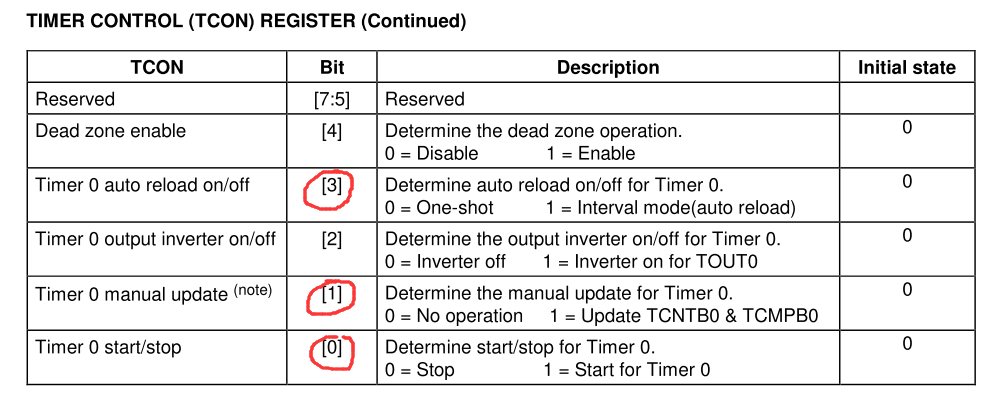 TIMER CONTROL (TCON) REGISTER (Continued)
TCON Bit Description Initial state
Reserved [7:5] Reserved
Dead zone enable [4] Determine the dead zone operation. 0
0 = Disable 1 = Enable
Timer 0 auto reload on/off [3] Determine auto reload on/off for Timer 0. 0
0 = One-shot 1 = Interval mode(auto reload)
Timer 0 output inverter on/off [2] Determine the output inverter on/off for Timer 0. 0
0 = Inverter off 1 = Inverter on for TOUT0
Timer 0 manual update (note) [1] Determine the manual update for Timer 0. 0
0 = No operation 1 = Update TCNTB0 & TCMPB0
Timer 0 start/stop [0] Determine start/stop for Timer 0. 0
0 = Stop 1 = Start for Timer 0